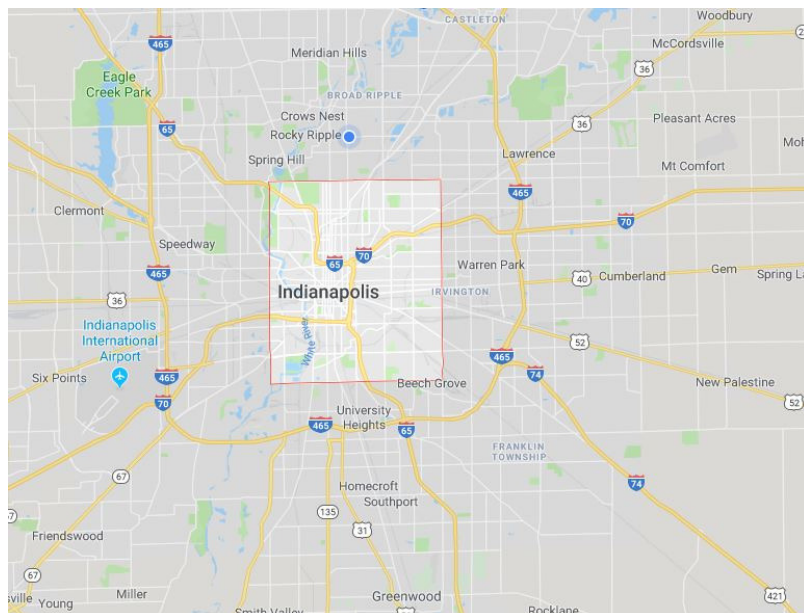 CASTLETON
Woodbury
465
McCordsville
Meridian Hills
36
Eagle
Creek Park
BROAD RIPPLE
Crows Nest
Pleasant Acres
65
Rocky Ripple
36
Spring Hill
Lawrence
Mt Comfort
465
Clermont
70
Speedway
65
70
Warren Park
465
Cumberland
Gem
40
Indianapolis
IRVINGTON
36
Indianapolis
International
Airport
White River
52
465
Six Points
465
74
Beech Grove
New Palestine
70
52
University
Heights
465
65
FRANKLIN
TOWNSHIP
67
74
Homecroft
Southport
135
31
Friendswood
67
Miller
Young
Greenwood
421